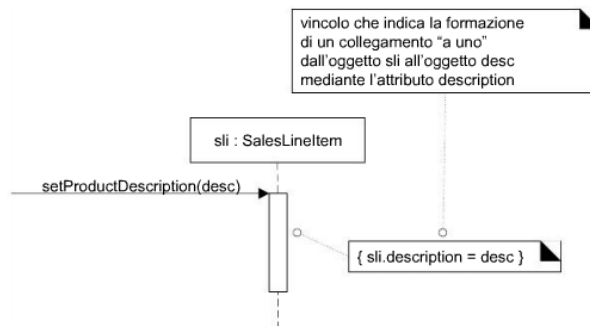 vincolo che indica la formazione
di un collegamento “a uno”
dall’oggetto sli all’oggetto desc
mediante l’attributo description
sli : SalesLineItem
setProductDescription(desc)
{ sli.description = desc }